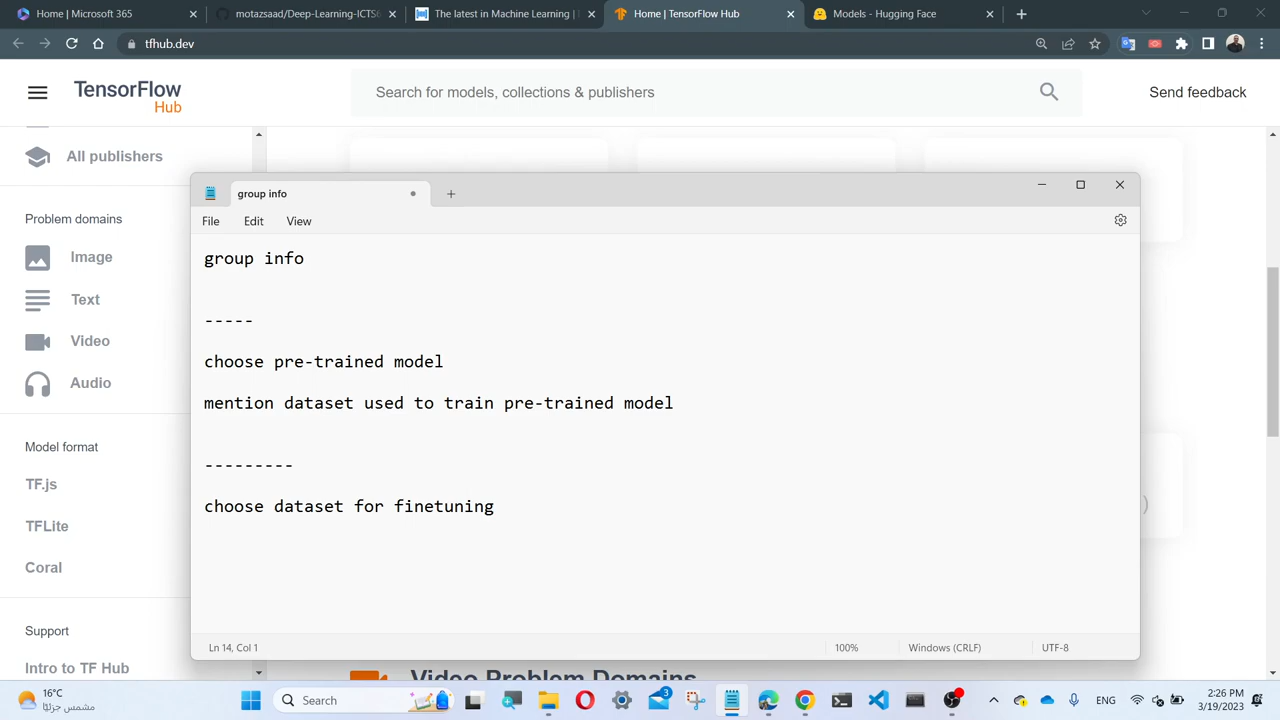 Home | Microsoft 365
motazsaad/Deep-Learning-ICTS6
The latest in Machine Learning |
Home | TensorFlow Hub
Models - Hugging Face
tfhub.dev
TensorFlow
Hub
Search for models, collections & publishers
Send feedback
All publishers
Problem domains
Image
Text
Video
Audio
Model format
TF.js
TFLite
Coral
Support
Intro to TF Hub
group info
File
Edit
View
group info
-----
choose pre-trained model
mention dataset used to train pre-trained model
---------
choose dataset for finetuning
Ln 14, Col 1
100%
Windows (CRLF)
UTF-8
Video Problem Domains
16°C
مشمس جزئيًا
Search
3
ENG
2:26 PM
3/19/2023